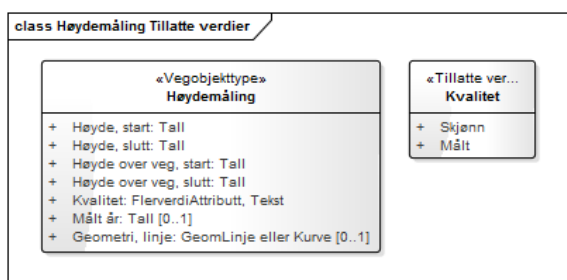 class Høydemåling Tillatte verdier
«Vegobjekttype»
Høydemåling
+ Høyde, start: Tall
+ Høyde, slutt: Tall
+ Høyde over veg, start: Tall
+ Høyde over veg, slutt: Tall
+ Kvalitet: FlerverdiAttributt, Tekst
+ Målt år: Tall [0..1]
+ Geometri, linje: GeomLinje eller Kurve [0..1]
«Tillatte ver...
Kvalitet
+ Skjønn
+ Målt